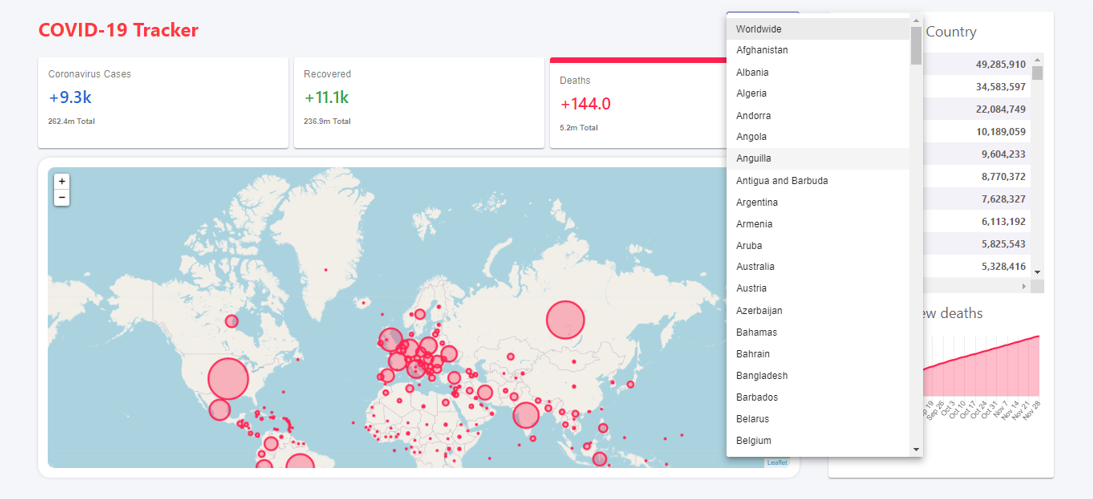 COVID-19 Tracker
Coronavirus Cases
+9.3k
262.4m Total
Recovered
+11.1k
236.9m Total
Deaths
+144.0
5.2m Total
+
−
Leaflet
Worldwide
Afghanistan
Albania
Algeria
Andorra
Angola
Anguilla
Antigua and Barbuda
Argentina
Armenia
Aruba
Australia
Austria
Azerbaijan
Bahamas
Bahrain
Bangladesh
Barbados
Belarus
Belgium
Country
49,285,910
34,583,597
22,084,749
10,189,059
9,604,233
8,770,372
7,628,327
6,113,192
5,825,543
5,328,416
deaths
Sep 26
Oct 3
Oct 10
Oct 17
Oct 24
Oct 31
Nov 7
Nov 14
Nov 21
Nov 28